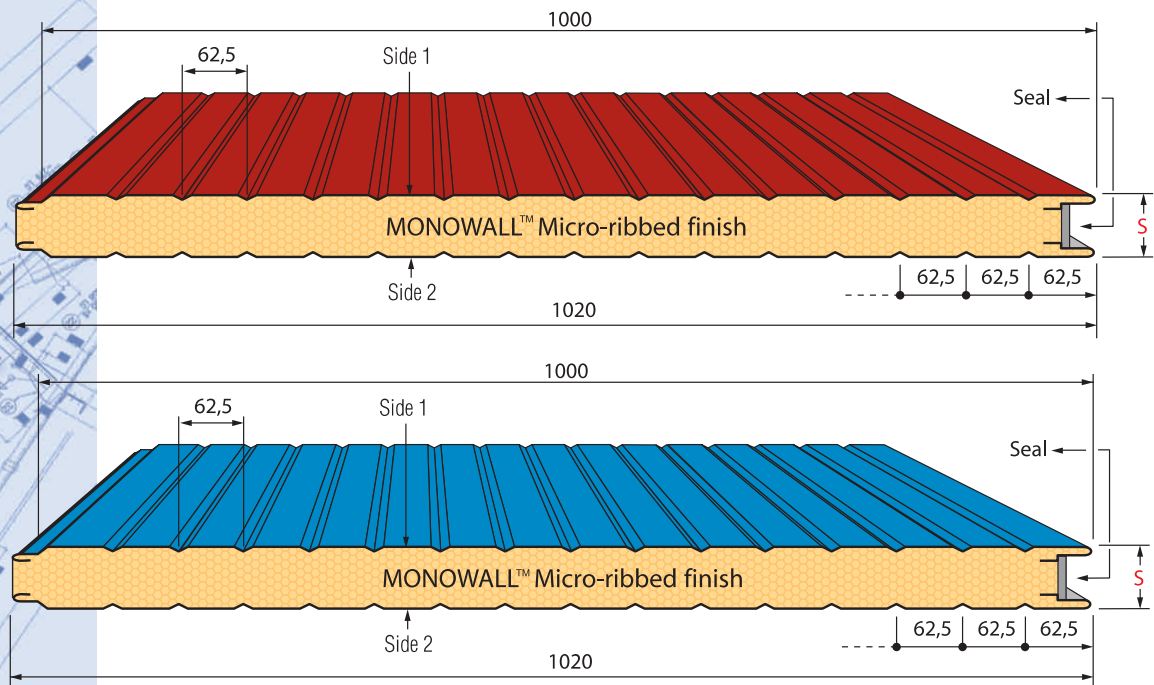 1000
62,5
Side 1
Seal
MONOWALL™ Micro-ribbed finish
S
62,5 62,5 62,5
Side 2
1020
1000
62,5
Side 1
Seal
MONOWALL™ Micro-ribbed finish
S
62,5 62,5 62,5
Side 2
1020